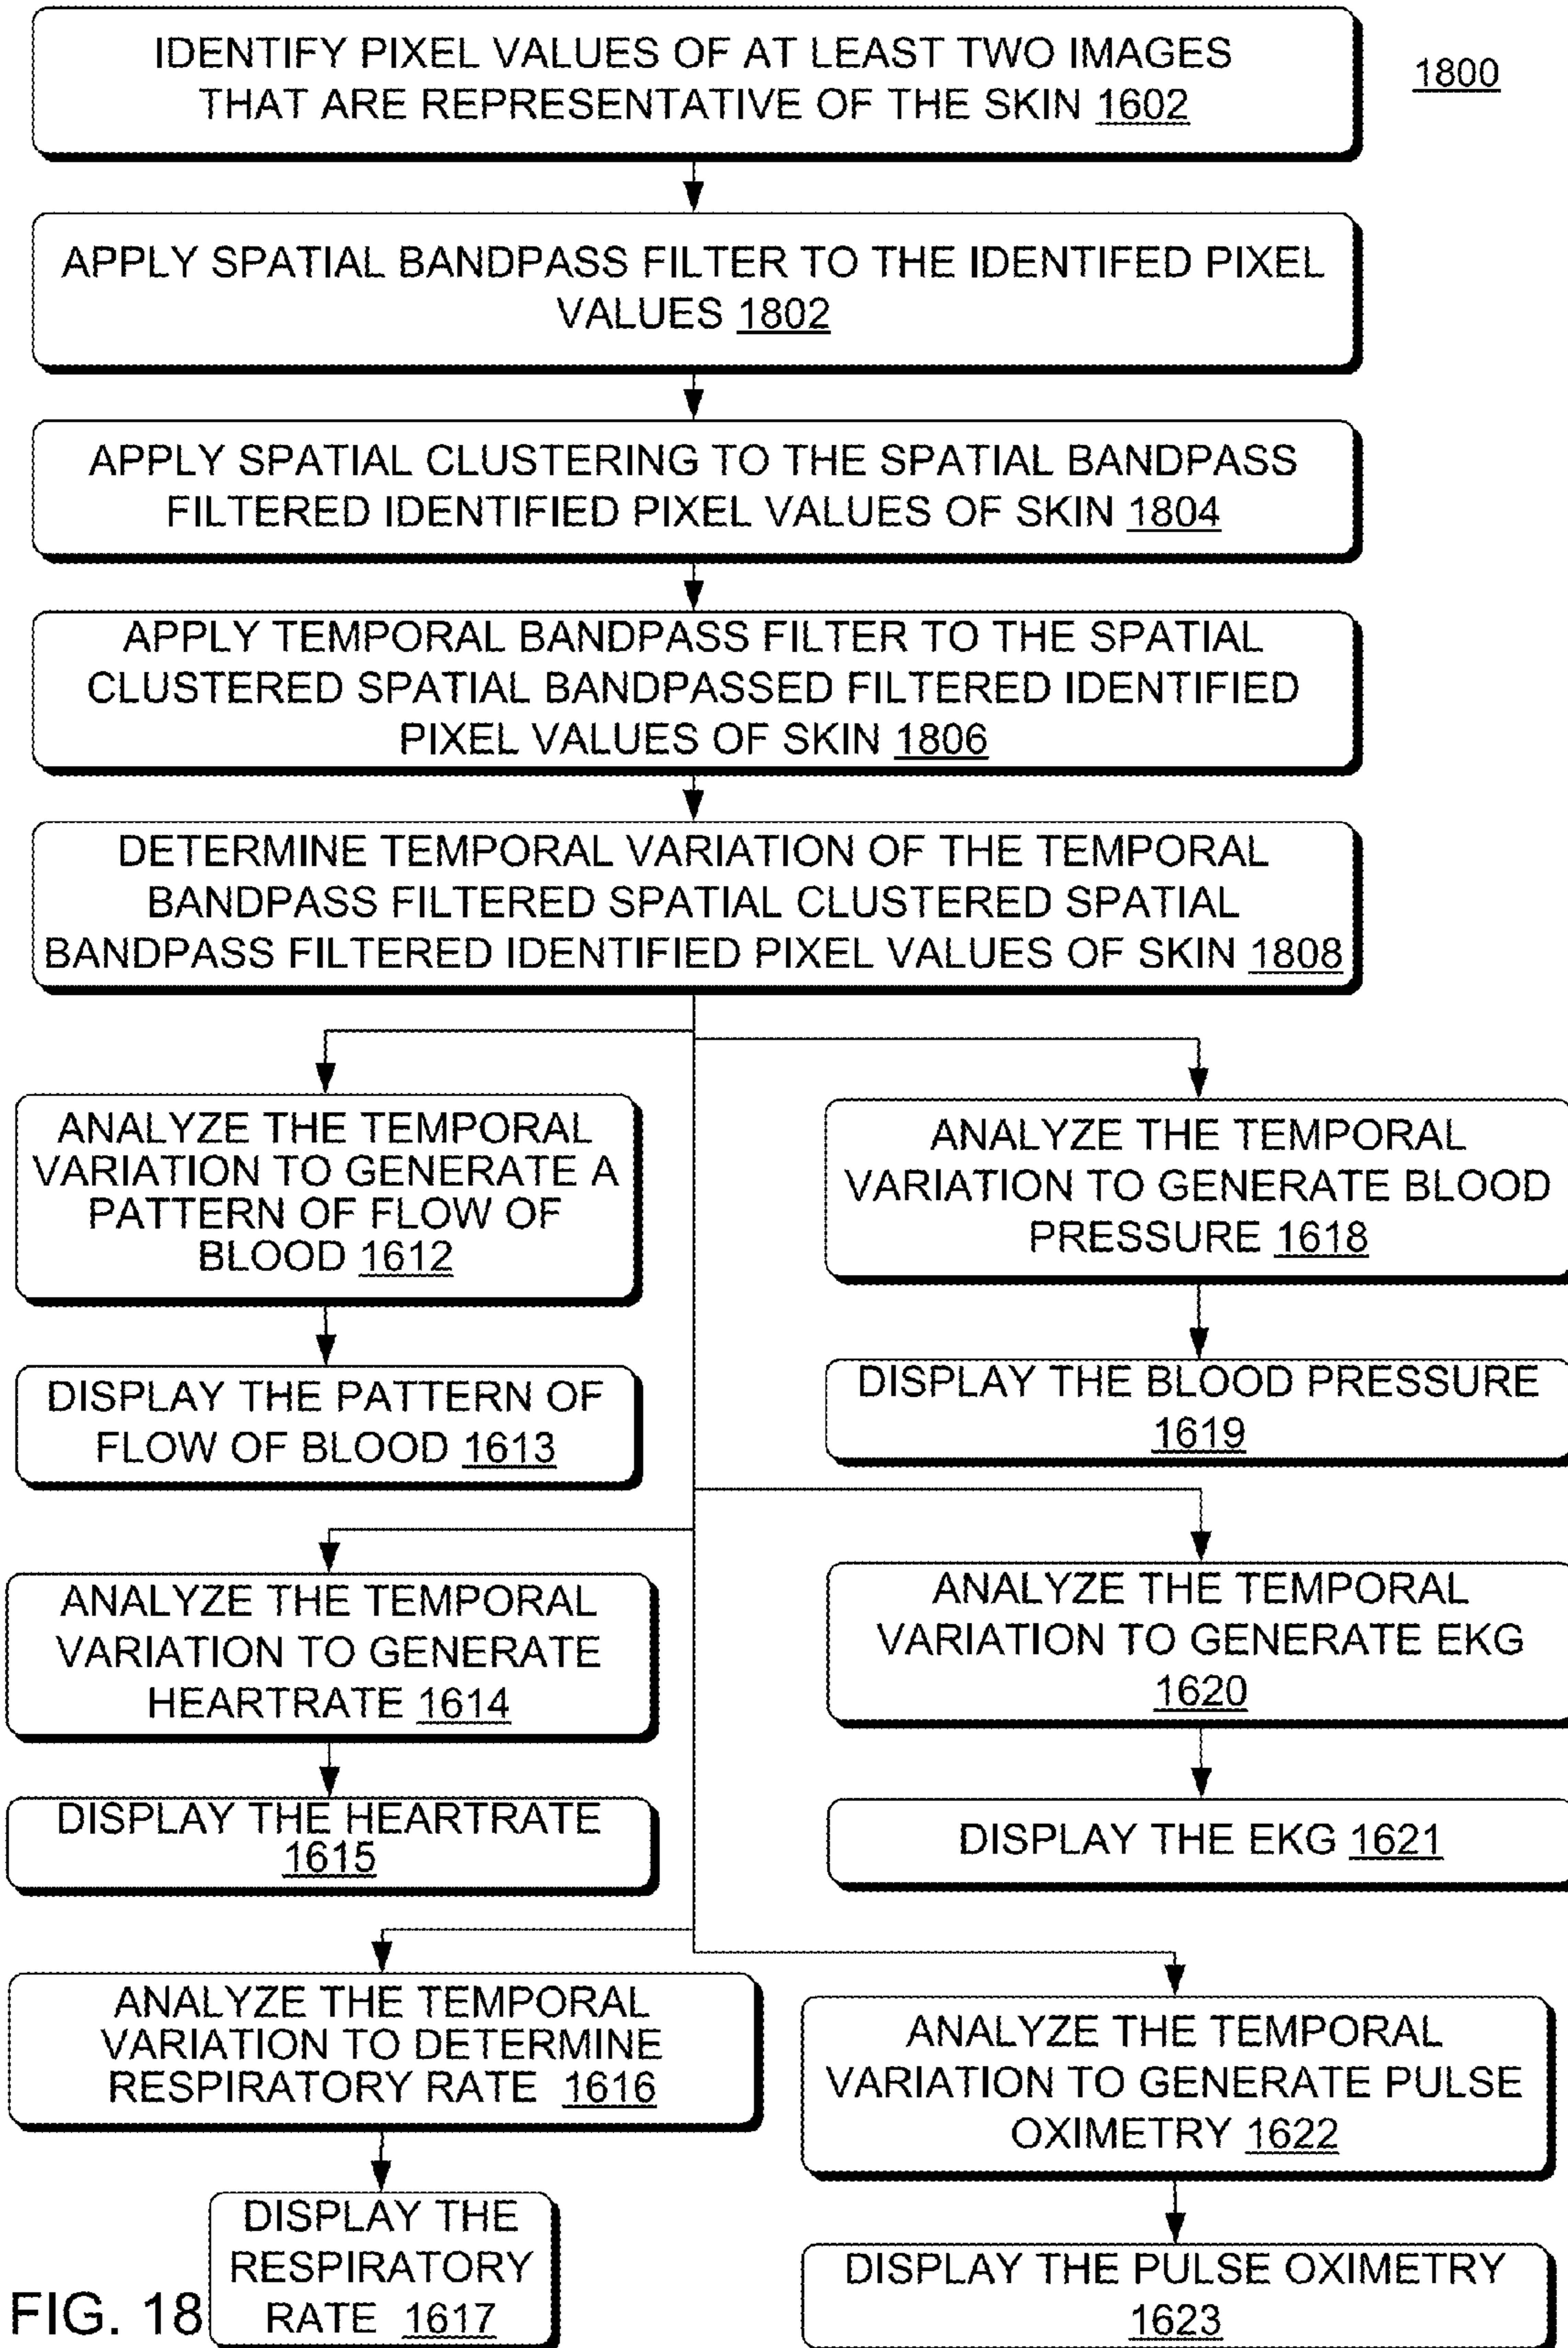 IDENTIFY PIXEL VALUES OF AT LEAST TWO IMAGES
THAT ARE REPRESENTATIVE OF THE SKIN 1602
1800
APPLY SPATIAL BANDPASS FILTER TO THE IDENTIFED PIXEL
VALUES 1802
APPLY SPATIAL CLUSTERING TO THE SPATIAL BANDPASS
FILTERED IDENTIFIED PIXEL VALUES OF SKIN 1804
APPLY TEMPORAL BANDPASS FILTER TO THE SPATIAL
CLUSTERED SPATIAL BANDPASSED FILTERED IDENTIFIED
PIXEL VALUES OF SKIN 1806
DETERMINE TEMPORAL VARIATION OF THE TEMPORAL
BANDPASS FILTERED SPATIAL CLUSTERED SPATIAL
BANDPASS FILTERED IDENTIFIED PIXEL VALUES OF SKIN 1808
ANALYZE THE TEMPORAL
VARIATION TO GENERATE A
PATTERN OF FLOW OF
BLOOD 1612
DISPLAY THE PATTERN OF
FLOW OF BLOOD 1613
ANALYZE THE TEMPORAL
VARIATION TO GENERATE BLOOD
PRESSURE 1618
DISPLAY THE BLOOD PRESSURE
1619
ANALYZE THE TEMPORAL
VARIATION TO GENERATE
HEARTRATE 1614
DISPLAY THE HEARTRATE
1615
ANALYZE THE TEMPORAL
VARIATION TO GENERATE EKG
1620
DISPLAY THE EKG 1621
ANALYZE THE TEMPORAL
VARIATION TO DETERMINE
RESPIRATORY RATE 1616
DISPLAY THE
RESPIRATORY
RATE 1617
ANALYZE THE TEMPORAL
VARIATION TO GENERATE PULSE
OXIMETRY 1622
DISPLAY THE PULSE OXIMETRY
1623
FIG. 18